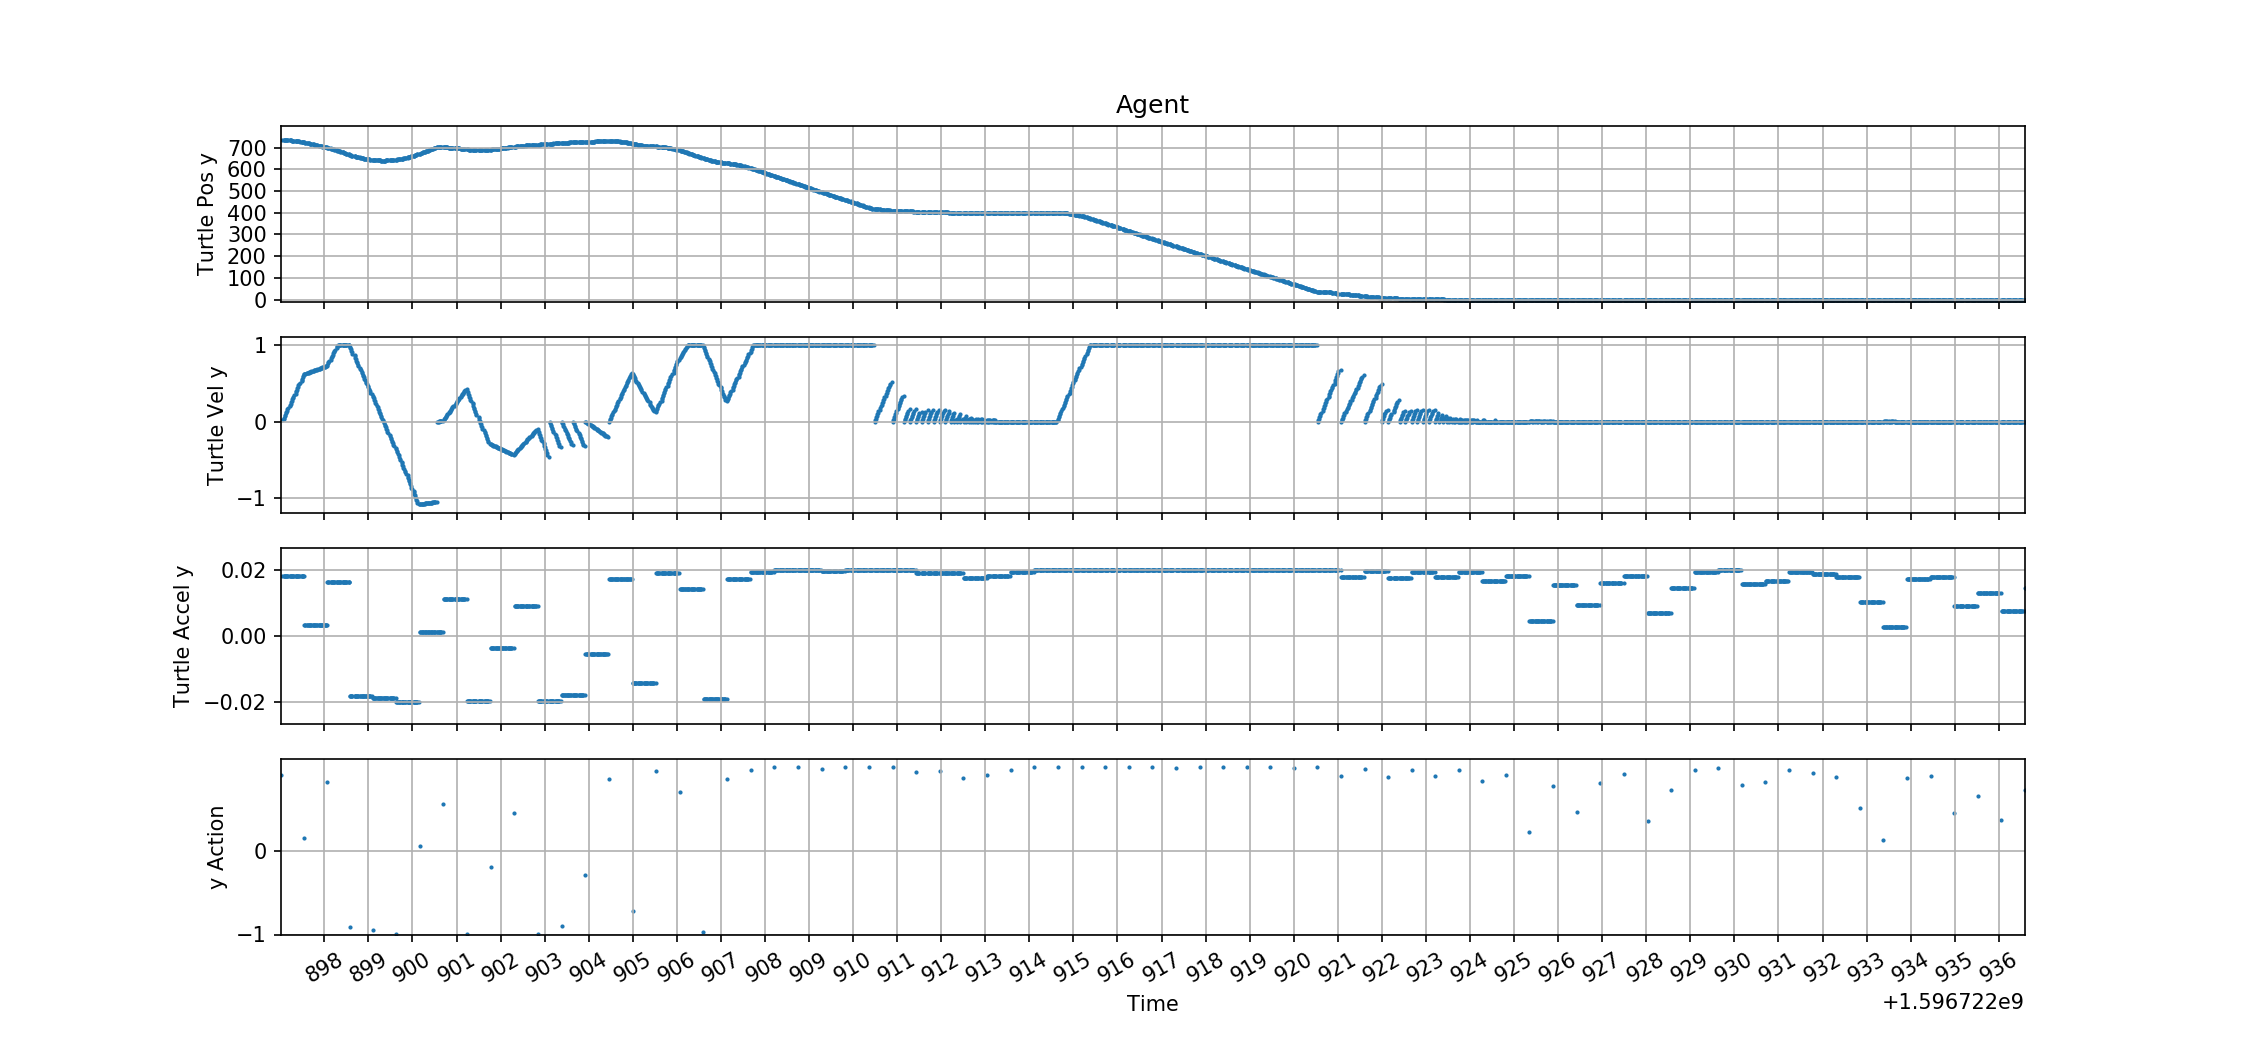 Agent
Turtle Pos y
700
600
500
400
300
200
100
0
Turtle Vel y
1
0
−1
Turtle Accel y
0.02
0.00
−0.02
y Action
0
−1
898 899 900 901 902 903 904 905 906 907 908 909 910 911 912 913 914 915 916 917 918 919 920 921 922 923 924 925 926 927 928 929 930 931 932 933 934 935 936
Time
+1.596722e9